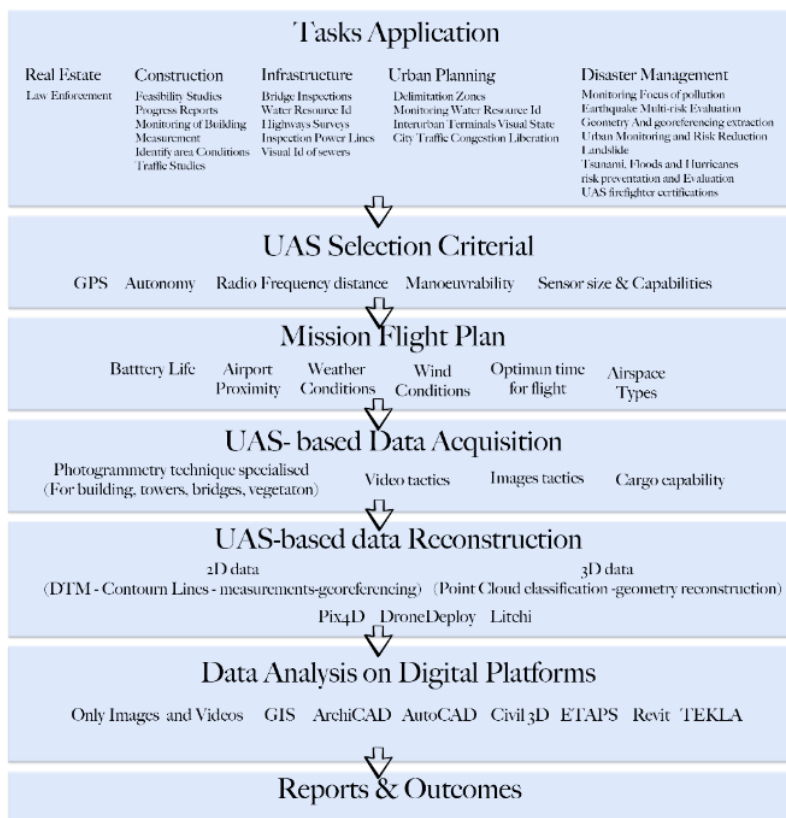 Tasks Application
Real Estate
Law Enforcement
Construction
Feasibility Studies
Progress Reports
Monitoring of Building
Measurement
Identify area Conditions
Traffic Studies
Infrastructure
Bridge Inspections
Water Resource Id
Highways Surveys
Inspection Power Lines
Visual Id of sewers
Urban Planning
Delimitation Zones
Monitoring Water Resource Id
Interurban Terminals Visual State
City Traffic Congestion Liberation
Disaster Management
Monitoring Focus of pollution
Earthquake Multi-risk Evaluation
Geometry And georeferencing extraction
Urban Monitoring and Risk Reduction
Landslide
Tsunami, Floods and Hurricanes
risk preventation and Evaluation
UAS firefighter certifications
UAS Selection Criterial
GPS Autonomy Radio Frequency distance Manoeuvrability Sensor size & Capabilities
Mission Flight Plan
Batttery Life
Airport
Proximity
Weather
Conditions
Wind
Conditions
Optimun time
for flight
Airspace
Types
UAS- based Data Acquisition
Photogrammetry technique specialised
(For building, towers, bridges, vegetaton)
Video tactics
Images tactics
Cargo capability
UAS-based data Reconstruction
2D data
(DTM - Contourn Lines - measurements-georeferencing)
3D data
(Point Cloud classification -geometry reconstruction)
Pix4D DroneDeploy Litchi
Data Analysis on Digital Platforms
Only Images and Videos GIS ArchiCAD AutoCAD Civil 3D ETAPS Revit TEKLA
Reports & Outcomes